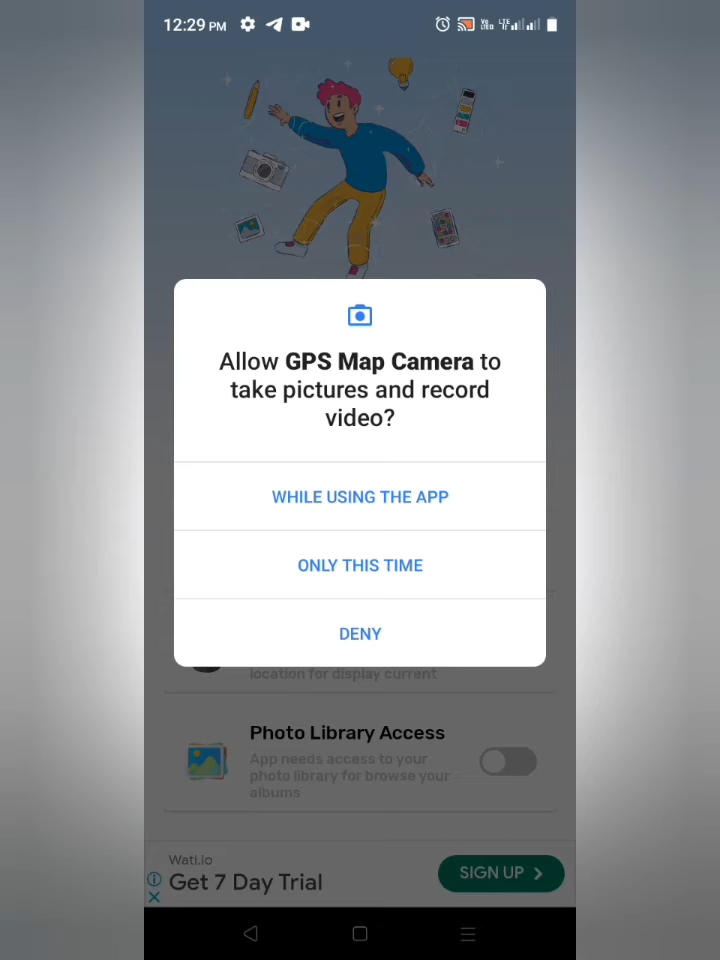 12:29 PM
Allow GPS Map Camera to
take pictures and record
video?
WHILE USING THE APP
ONLY THIS TIME
DENY
location for display current
Photo Library Access
App needs access to your
photo library for browse your
albums
Wati.io
Get 7 Day Trial
SIGN UP